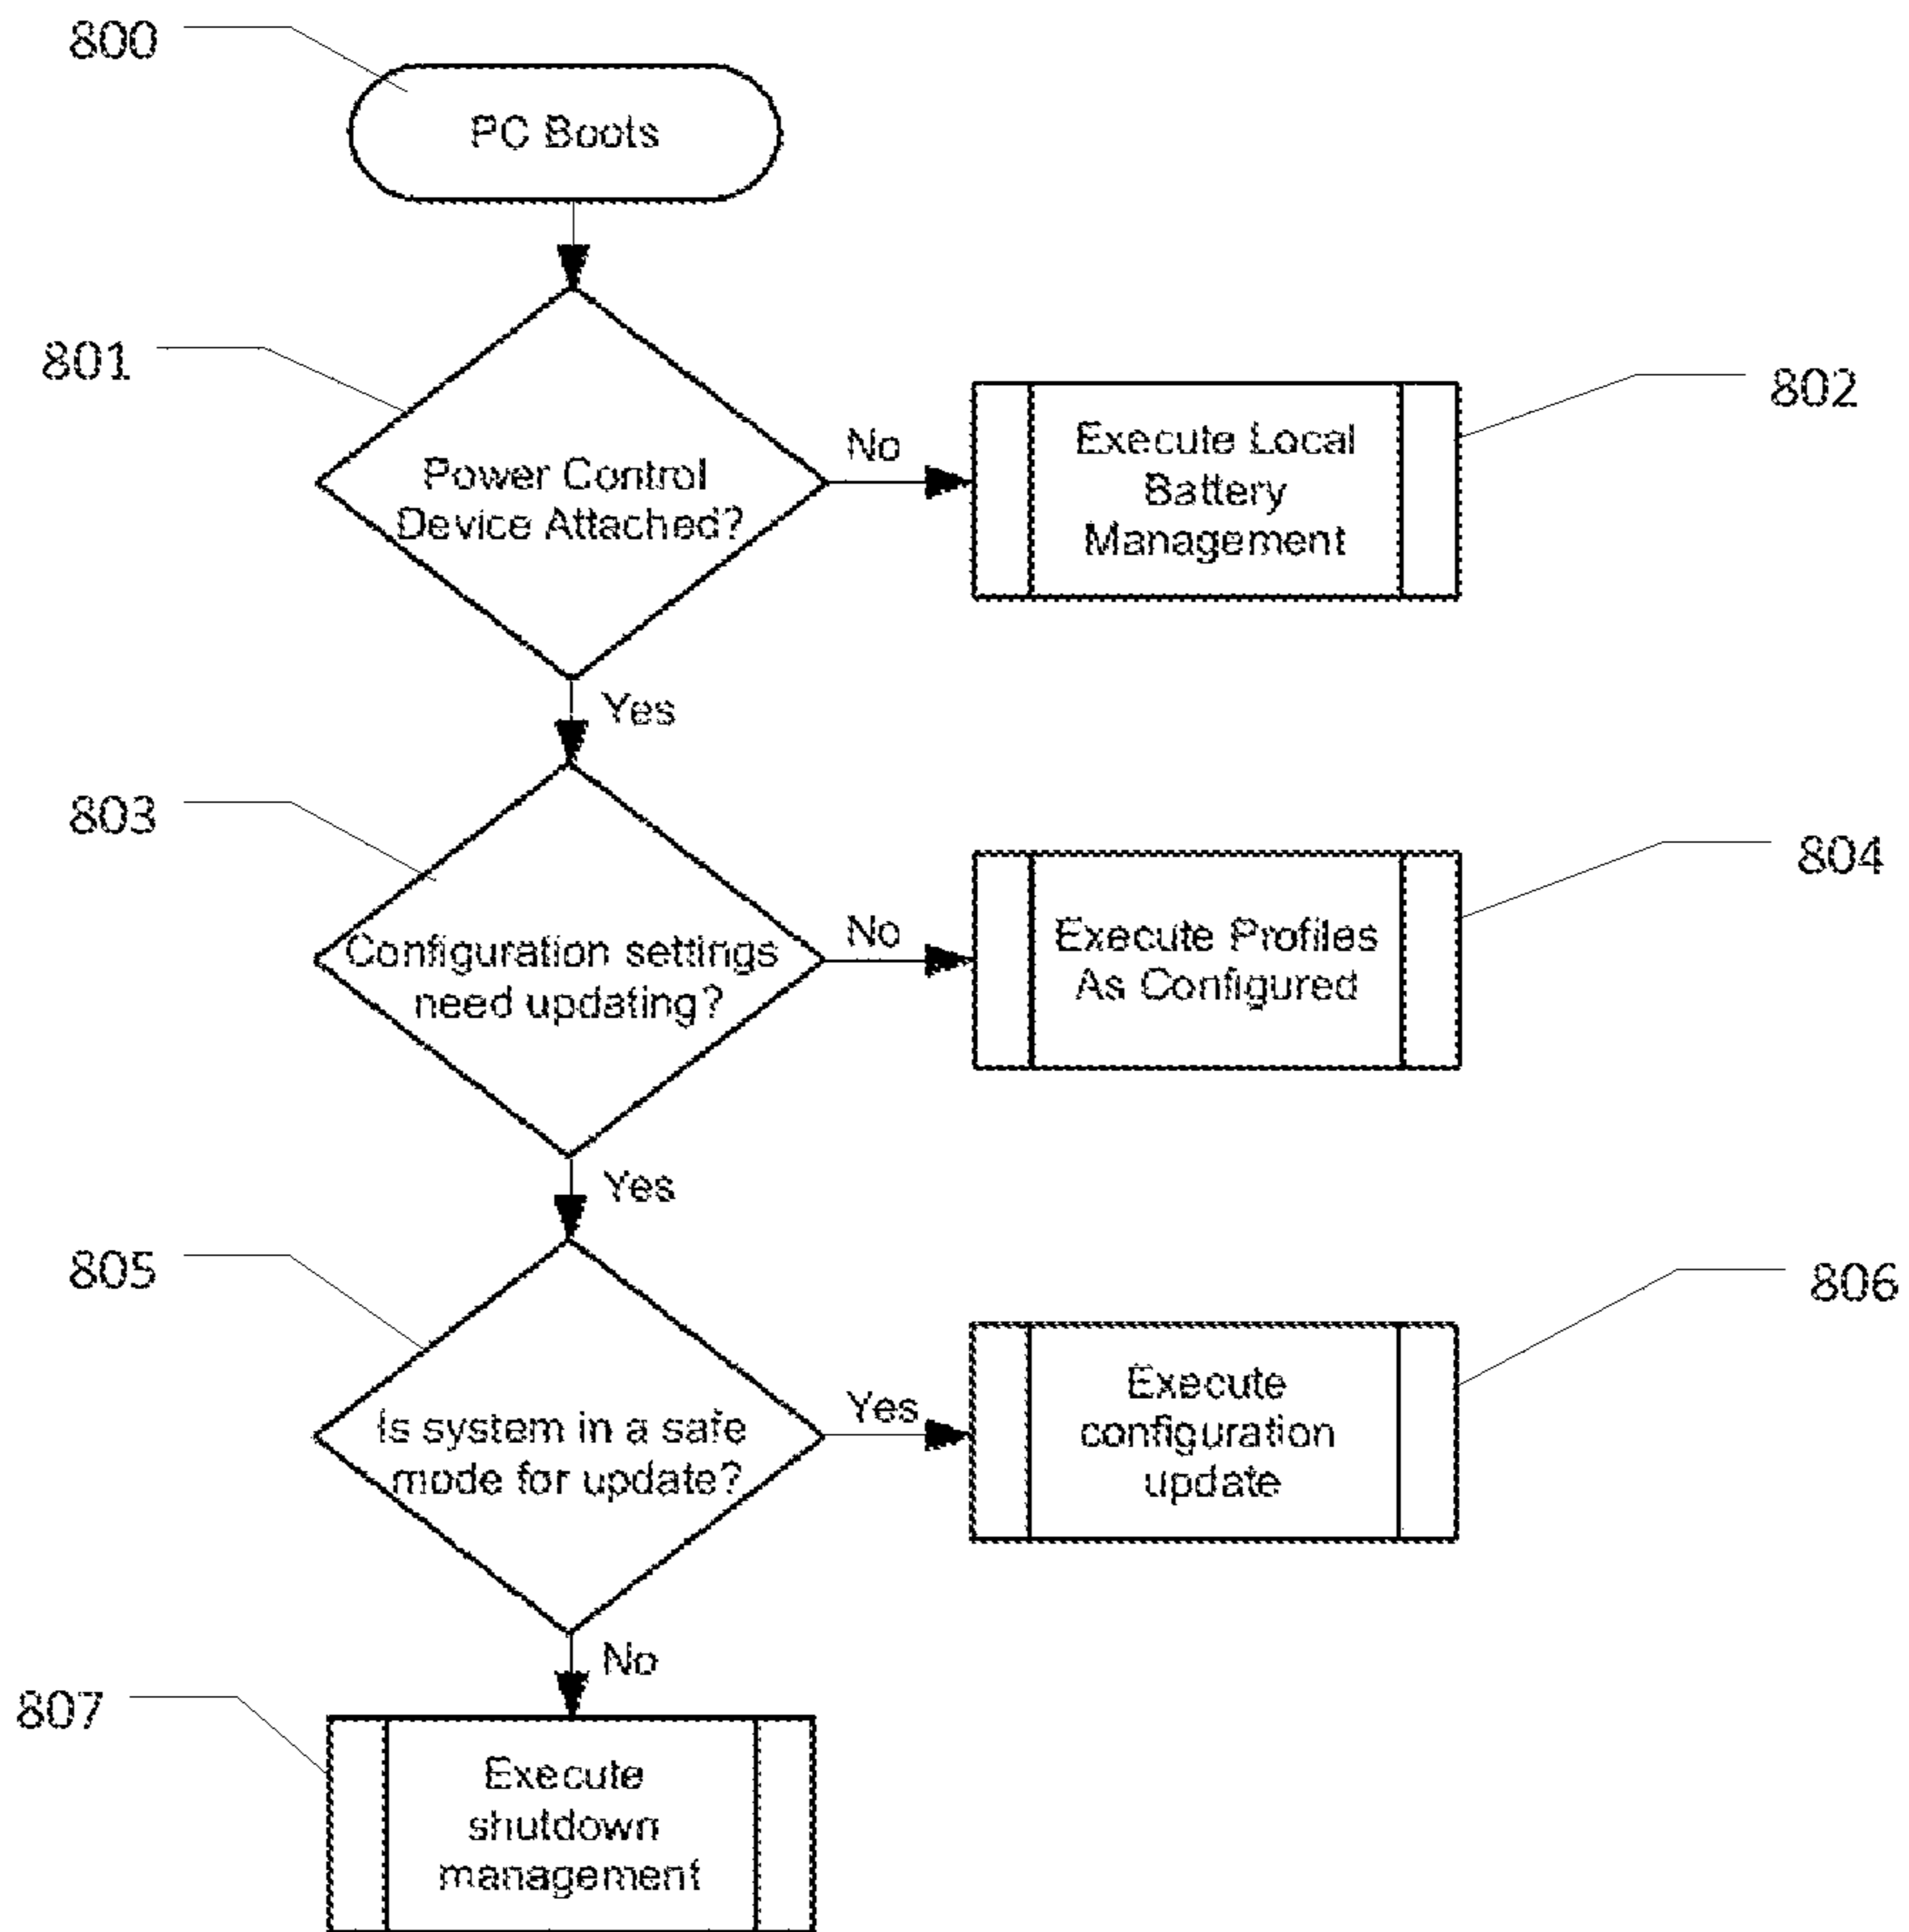 800
PC Boots
801
Power Control
Device Attached?
No
802
Execute Local
Battery
Management
Yes
803
Configuration settings
need updating?
No
804
Execute Profiles
As Configured
Yes
805
Is system in a safe
mode for update?
Yes
806
Execute
configuration
update
No
807
Execute
shutdown
management